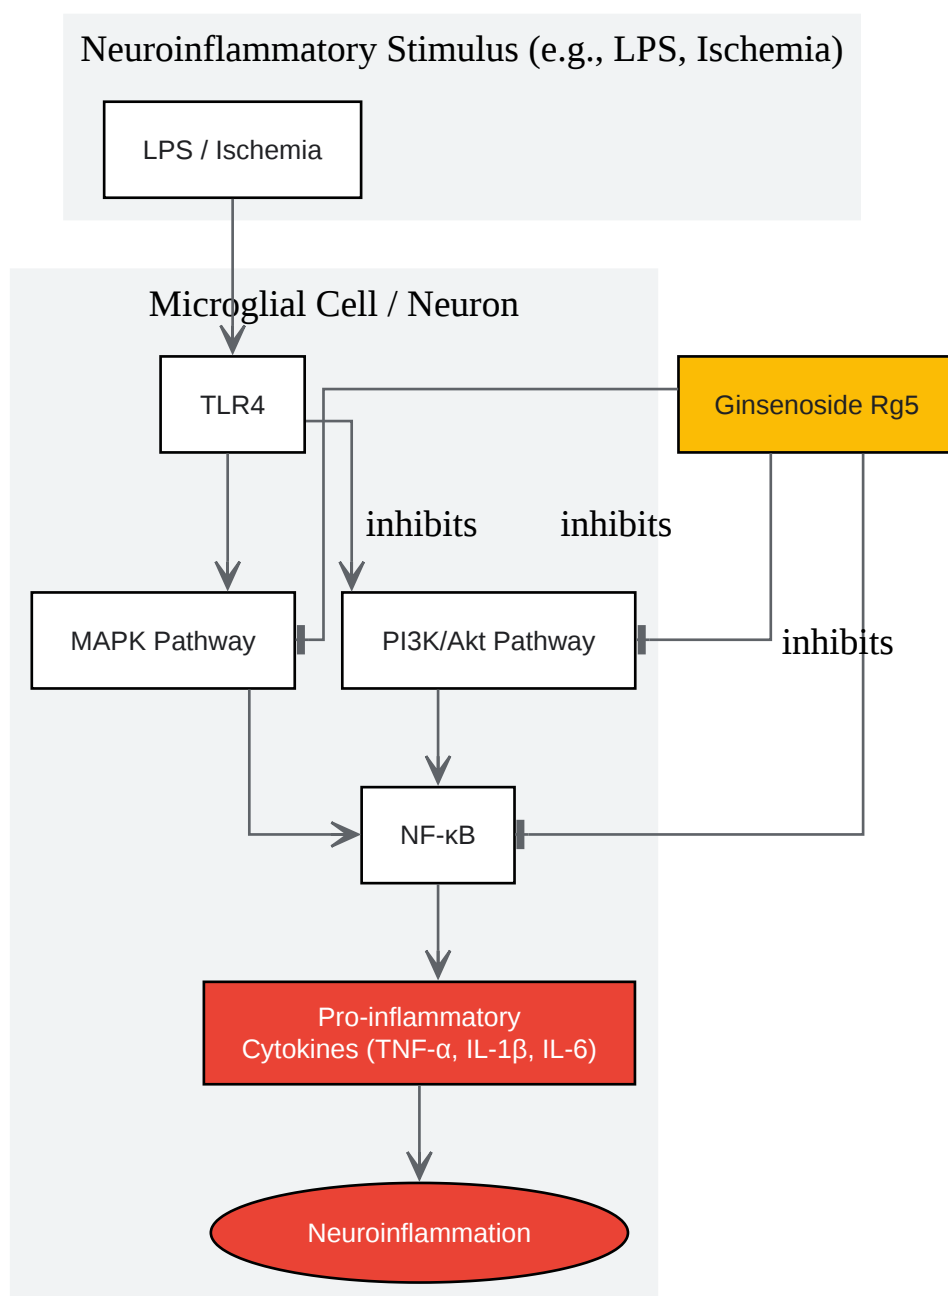 Neuroinflammatory Stimulus (e.g., LPS, Ischemia)
LPS / Ischemia
Microglial Cell / Neuron
TLR4
Ginsenoside Rg5
inhibits
inhibits
MAPK Pathway
PI3K/Akt Pathway
inhibits
NF-κB
Pro-inflammatory
Cytokines (TNF-α, IL-1β, IL-6)
Neuroinflammation